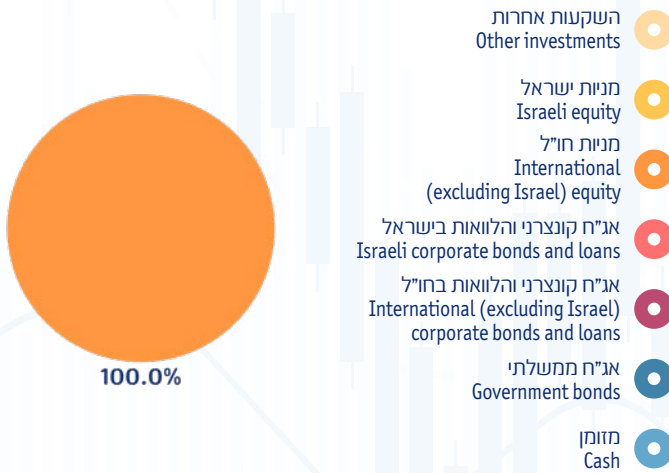 השקעות אחרות
Other investments
מניות ישראל
Israeli equity
מניות חו"ל
International
(excluding Israel) equity
אג"ח קונצרני והלוואות בישראל
Israeli corporate bonds and loans
אג"ח קונצרני והלוואות בחו"ל
International (excluding Israel)
corporate bonds and loans
אג"ח ממשלתי
Government bonds
מזומן
Cash
100.0%